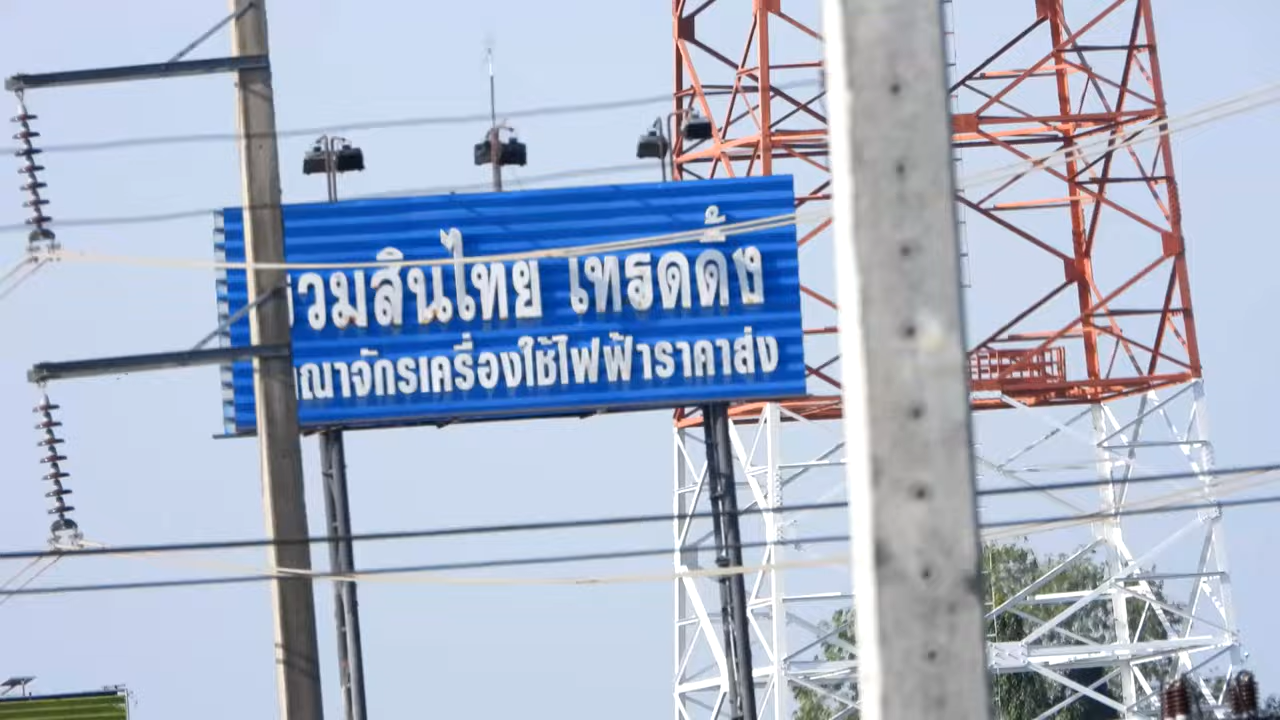 วมสินไทย เทรดดิ้ง
ณาจักรเครื่องใช้ไฟฟ้าราคาส่ง